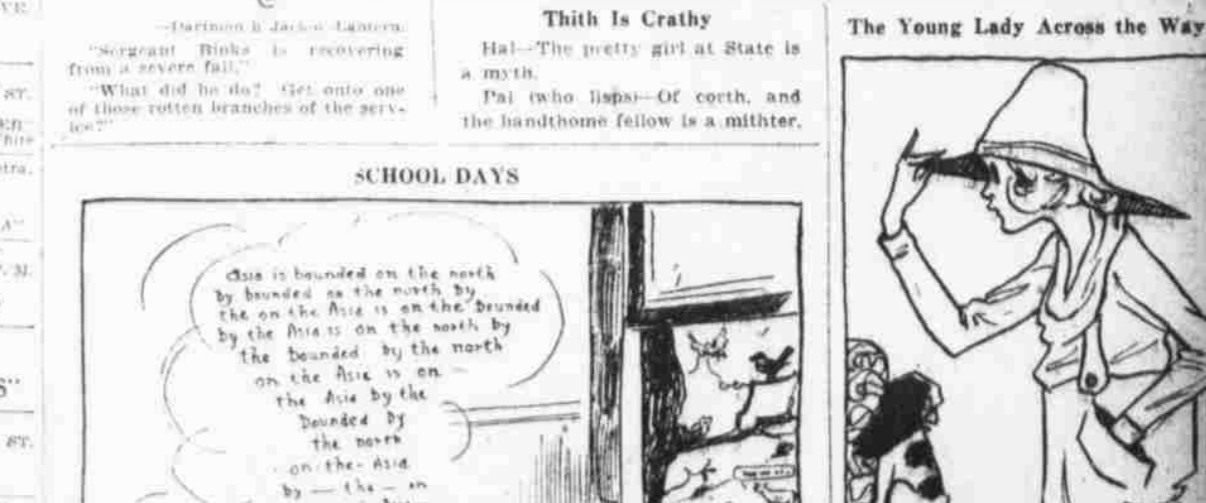 —Dartmouth Jack-o'-Lantern.
"Sergeant Binks is recovering
from a severe fall."
"What did he do? Get onto one
of those rotten branches of the serv-
ice?"
Thith Is Crathy
Hal—The pretty girl at State is
a myth.
Pal (who lisps)—Of corth, and
the handthome fellow is a mithter.
SCHOOL DAYS
Asia is bounded on the north
by bounded on the north by
the on the Asia is on the bounded
by the Asia is on the north by
the bounded by the north
on the Asia is on
the Asia by the
bounded by
the north
on the - Asia
by — the — on
The Young Lady Across the Way
ST.
ST.